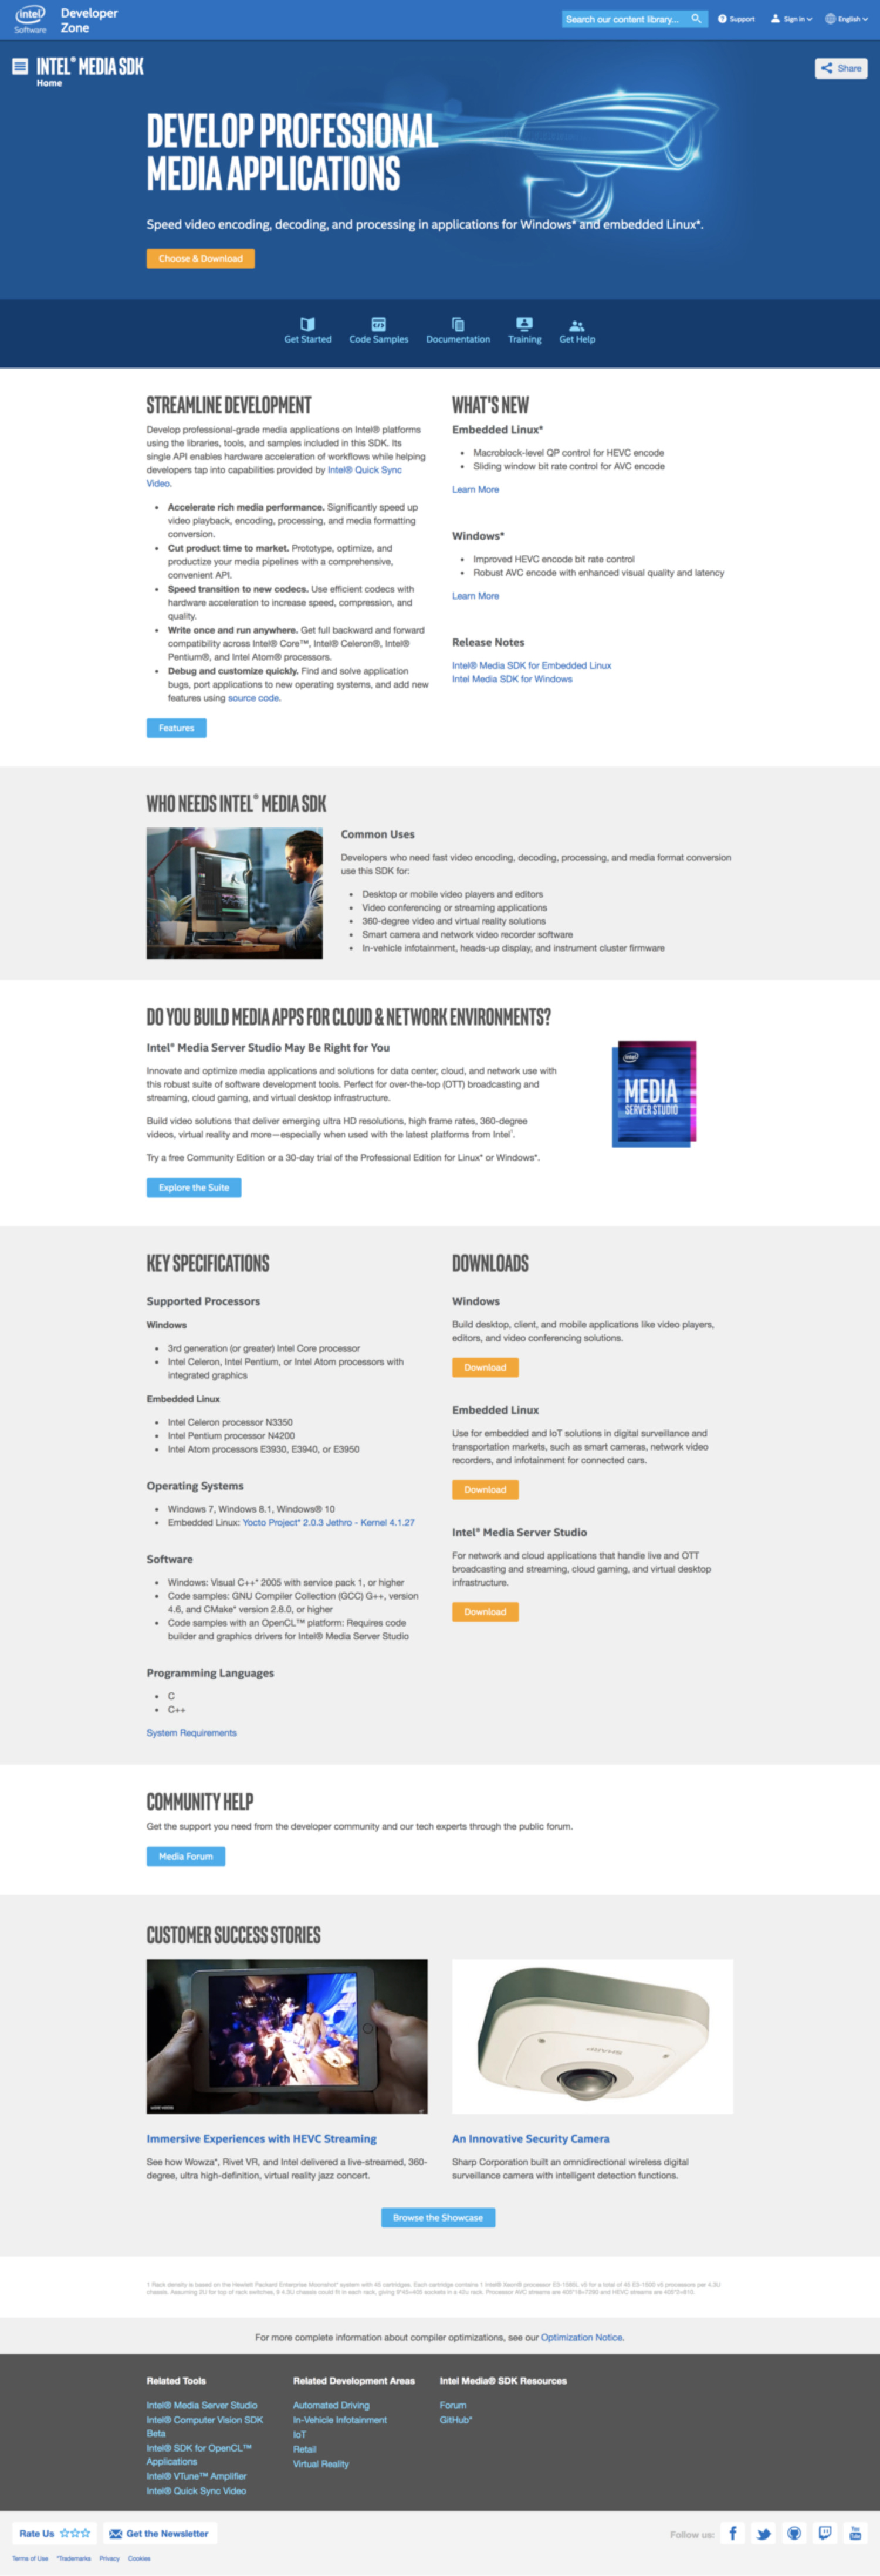 intel
Software
Developer
Zone
Search our content library...
Support
Sign in
English
INTEL® MEDIA SDK
Home
Share
DEVELOP PROFESSIONAL
MEDIA APPLICATIONS
Speed video encoding, decoding, and processing in applications for Windows* and embedded Linux*.
Choose & Download
Get Started
Code Samples
Documentation
Training
Get Help
STREAMLINE DEVELOPMENT
Develop professional-grade media applications on Intel® platforms
using the libraries, tools, and samples included in this SDK. Its
single API enables hardware acceleration of workflows while helping
developers tap into capabilities provided by Intel® Quick Sync
Video.
• Accelerate rich media performance. Significantly speed up
video playback, encoding, processing, and media formatting
conversion.
• Cut product time to market. Prototype, optimize, and
productize your media pipelines with a comprehensive,
convenient API.
• Speed transition to new codecs. Use efficient codecs with
hardware acceleration to increase speed, compression, and
quality.
• Write once and run anywhere. Get full backward and forward
compatibility across Intel® Core™, Intel® Celeron®, Intel®
Pentium®, and Intel Atom® processors.
• Debug and customize quickly. Find and solve application
bugs, port applications to new operating systems, and add new
features using source code.
Features
WHAT'S NEW
Embedded Linux*
• Macroblock-level QP control for HEVC encode
• Sliding window bit rate control for AVC encode
Learn More
Windows*
• Improved HEVC encode bit rate control
• Robust AVC encode with enhanced visual quality and latency
Learn More
Release Notes
Intel® Media SDK for Embedded Linux
Intel Media SDK for Windows
WHO NEEDS INTEL® MEDIA SDK
Common Uses
Developers who need fast video encoding, decoding, processing, and media format conversion
use this SDK for:
• Desktop or mobile video players and editors
• Video conferencing or streaming applications
• 360-degree video and virtual reality solutions
• Smart camera and network video recorder software
• In-vehicle infotainment, heads-up display, and instrument cluster firmware
DO YOU BUILD MEDIA APPS FOR CLOUD & NETWORK ENVIRONMENTS?
Intel® Media Server Studio May Be Right for You
Innovate and optimize media applications and solutions for data center, cloud, and network use with
this robust suite of software development tools. Perfect for over-the-top (OTT) broadcasting and
streaming, cloud gaming, and virtual desktop infrastructure.
Build video solutions that deliver emerging ultra HD resolutions, high frame rates, 360-degree
videos, virtual reality and more—especially when used with the latest platforms from Intel¹.
Try a free Community Edition or a 30-day trial of the Professional Edition for Linux* or Windows*.
Explore the Suite
intel
MEDIA
SERVER STUDIO
KEY SPECIFICATIONS
Supported Processors
Windows
• 3rd generation (or greater) Intel Core processor
• Intel Celeron, Intel Pentium, or Intel Atom processors with
integrated graphics
Embedded Linux
• Intel Celeron processor N3350
• Intel Pentium processor N4200
• Intel Atom processors E3930, E3940, or E3950
Operating Systems
• Windows 7, Windows 8.1, Windows® 10
• Embedded Linux: Yocto Project* 2.0.3 Jethro - Kernel 4.1.27
Software
• Windows: Visual C++* 2005 with service pack 1, or higher
• Code samples: GNU Compiler Collection (GCC) G++, version
4.6, and CMake* version 2.8.0, or higher
• Code samples with an OpenCL™ platform: Requires code
builder and graphics drivers for Intel® Media Server Studio
Programming Languages
• C
• C++
System Requirements
DOWNLOADS
Windows
Build desktop, client, and mobile applications like video players,
editors, and video conferencing solutions.
Download
Embedded Linux
Use for embedded and IoT solutions in digital surveillance and
transportation markets, such as smart cameras, network video
recorders, and infotainment for connected cars.
Download
Intel® Media Server Studio
For network and cloud applications that handle live and OTT
broadcasting and streaming, cloud gaming, and virtual desktop
infrastructure.
Download
COMMUNITY HELP
Get the support you need from the developer community and our tech experts through the public forum.
Media Forum
CUSTOMER SUCCESS STORIES
SHARP
Immersive Experiences with HEVC Streaming
See how Wowza*, Rivet VR, and Intel delivered a live-streamed, 360-
degree, ultra high-definition, virtual reality jazz concert.
An Innovative Security Camera
Sharp Corporation built an omnidirectional wireless digital
surveillance camera with intelligent detection functions.
Browse the Showcase
1 Rack density is based on the Hewlett Packard Enterprise Moonshot* system with 45 cartridges. Each cartridge contains 1 Intel® Xeon® processor
For more complete information about compiler optimizations, see our Optimization Notice.
Related Tools
Intel® Media Server Studio
Intel® Computer Vision SDK
Beta
Intel® SDK for OpenCL™
Applications
Intel® VTune™ Amplifier
Intel® Quick Sync Video
Related Development Areas
Automated Driving
In-Vehicle Infotainment
IoT
Retail
Virtual Reality
Intel Media® SDK Resources
Forum
GitHub*
Rate Us
Get the Newsletter
Follow us:
Terms of Use
*Trademarks
Privacy
Cookies